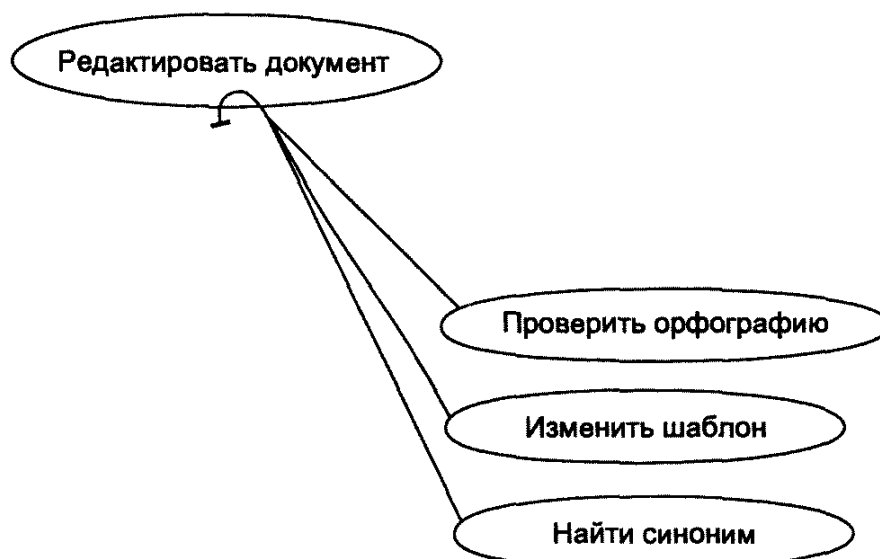 Редактировать документ
Проверить орфографию
Изменить шаблон
Найти синоним